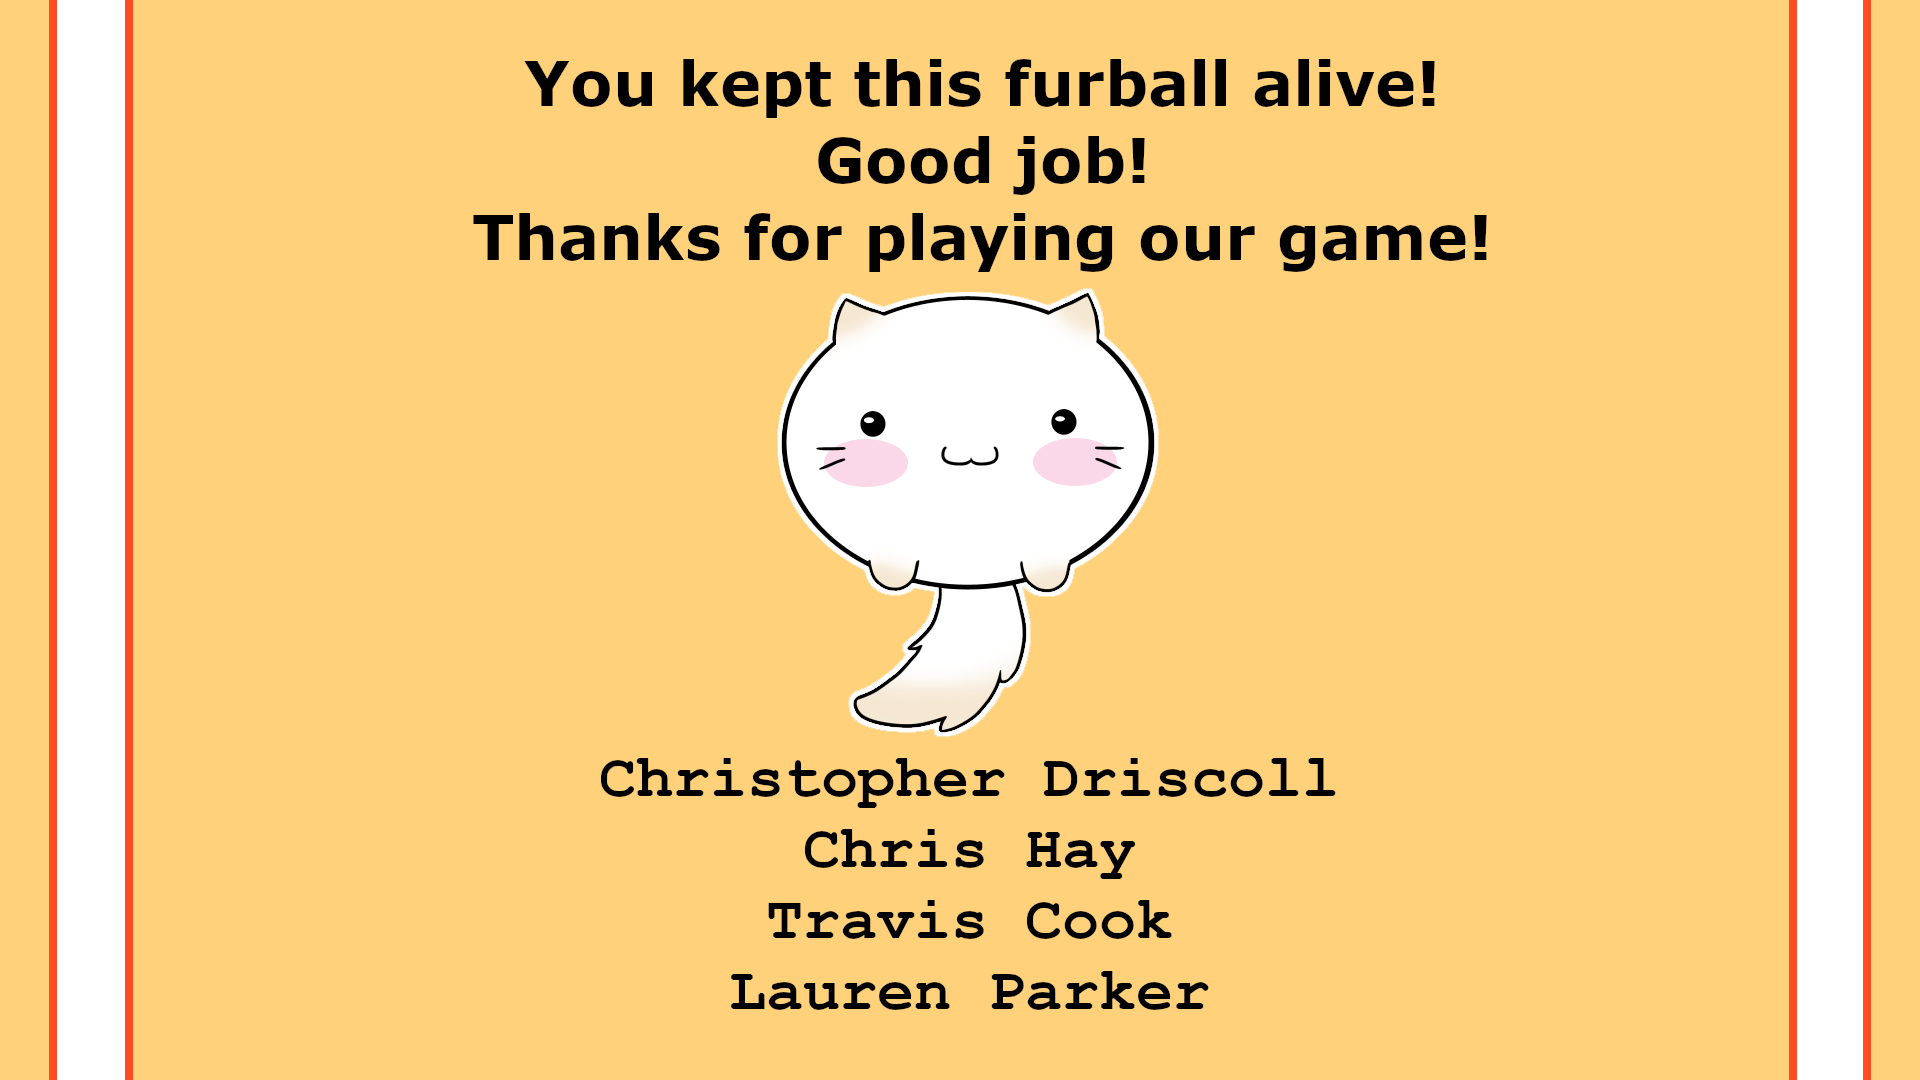 You kept this furball alive!
Good job!
Thanks for playing our game!
Christopher Driscoll
Chris Hay
Travis Cook
Lauren Parker